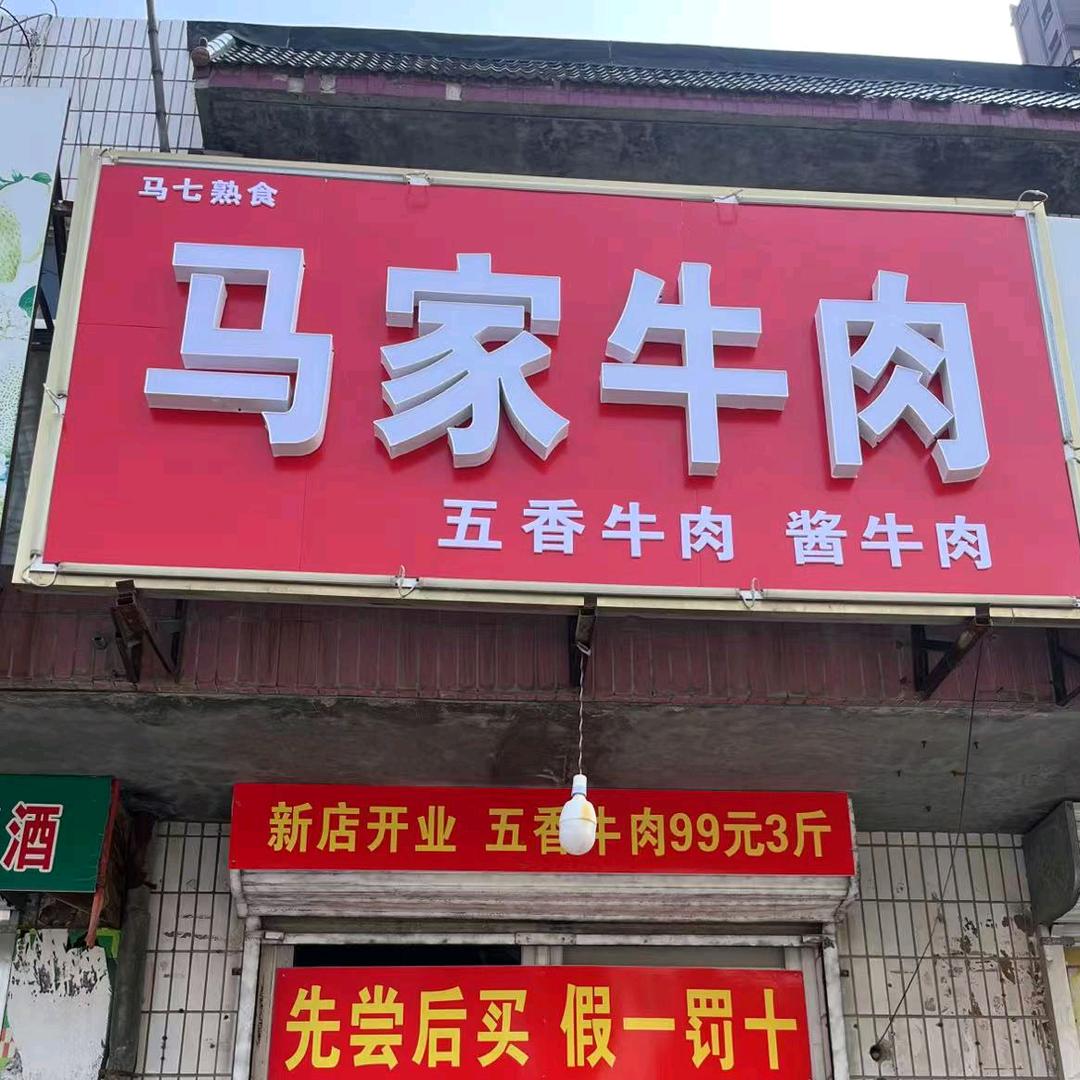 马七熟食
马家牛肉
五香牛肉 酱牛肉
酒
新店开业 五香牛肉99元3斤
先尝后买 假一罚十